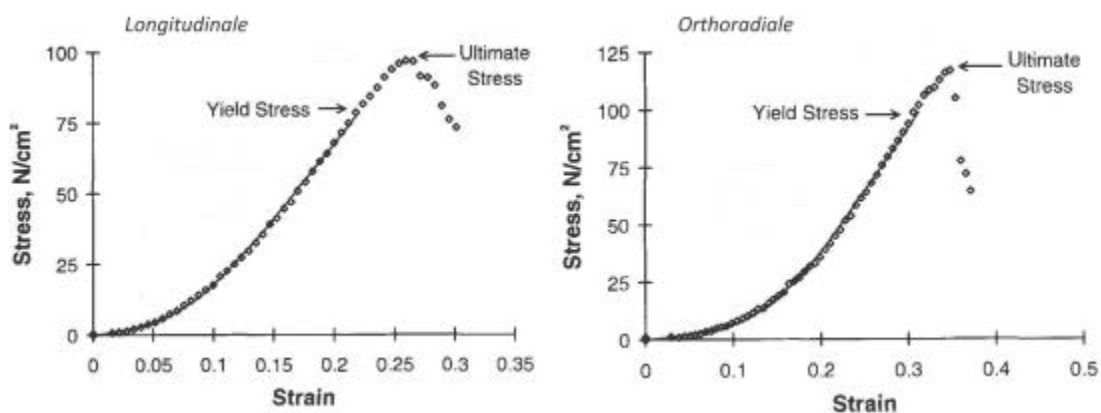 Longitudinale
100
75
50
25
0
Stress, N/cm²
Yield Stress
Ultimate
Stress
0 0.05 0.1 0.15 0.2 0.25 0.3 0.35
Strain
Orthoradiale
125
100
75
50
25
0
Stress, N/cm²
Yield Stress
Ultimate
Stress
0 0.1 0.2 0.3 0.4 0.5
Strain